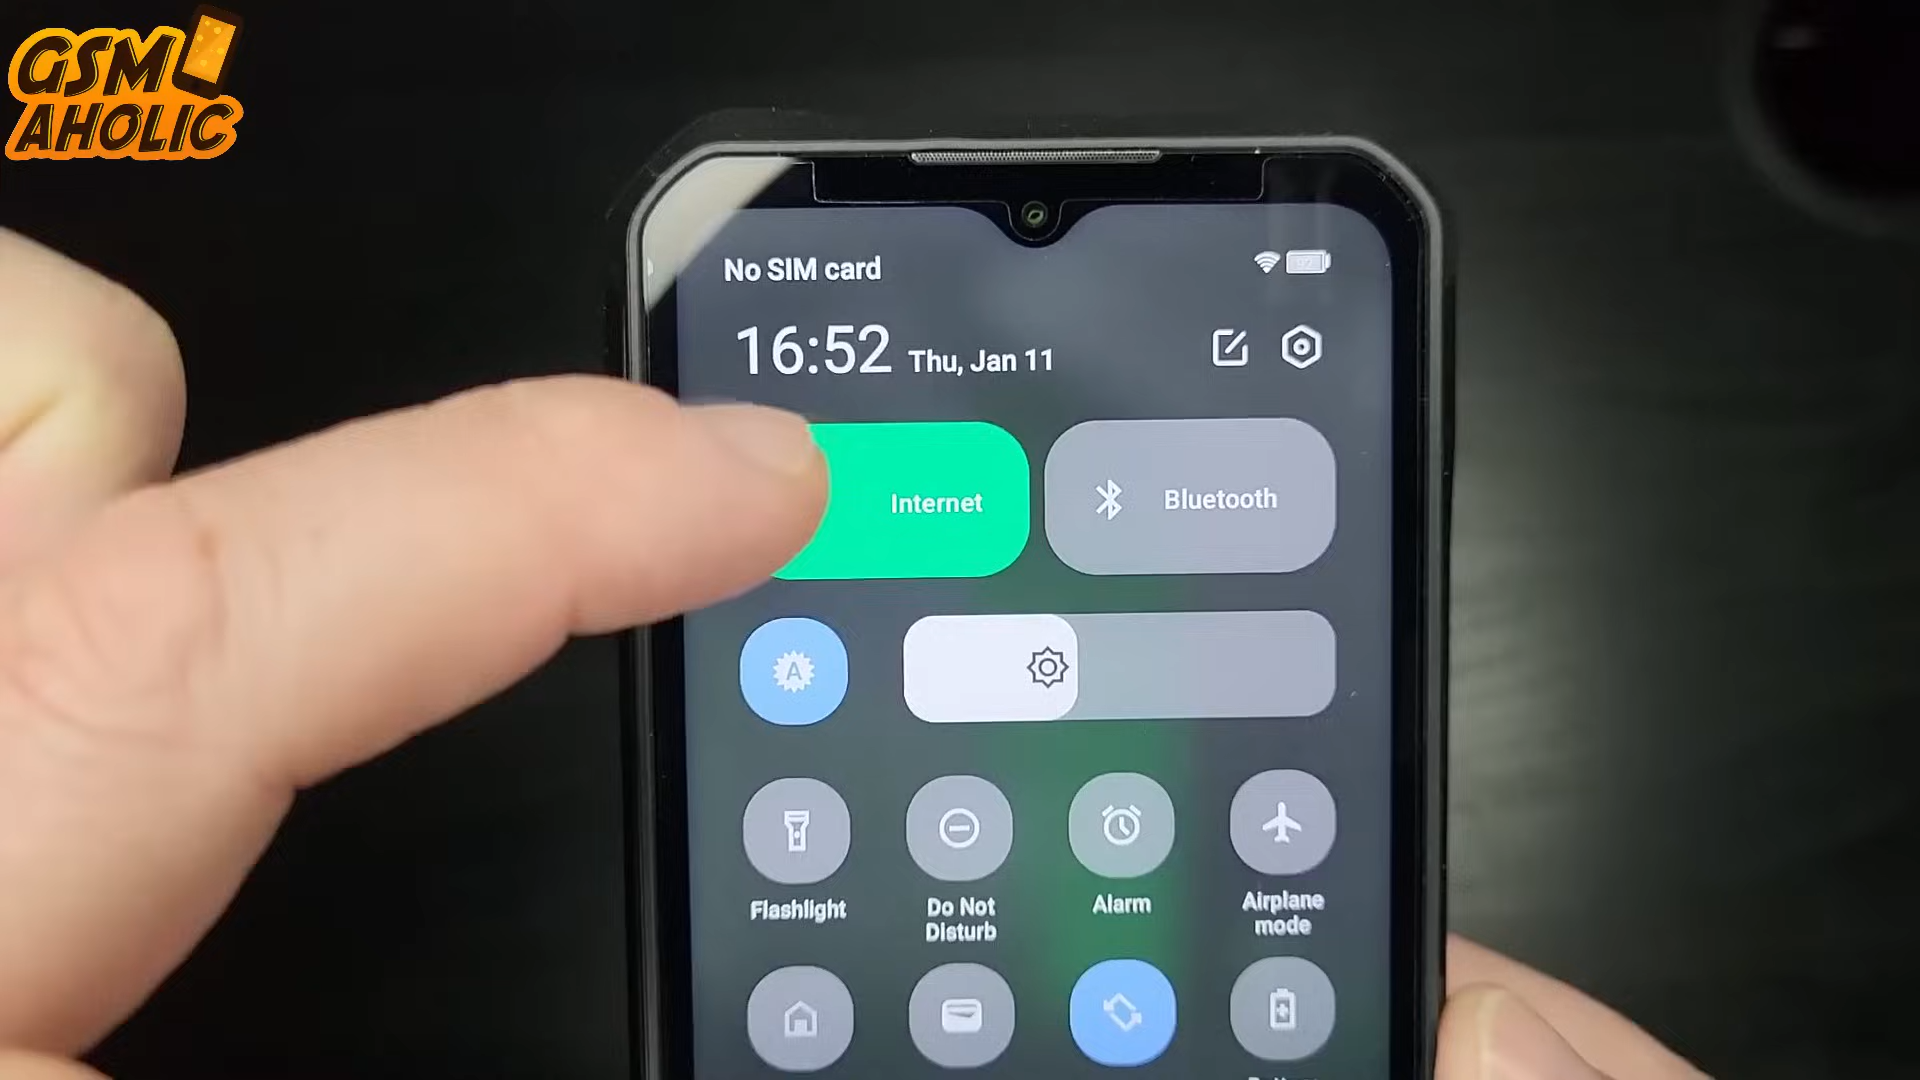 GSM
AHOLIC
No SIM card
16:52 Thu, Jan 11
Internet
Bluetooth
A
Flashlight
Do Not
Disturb
Alarm
Airplane
mode